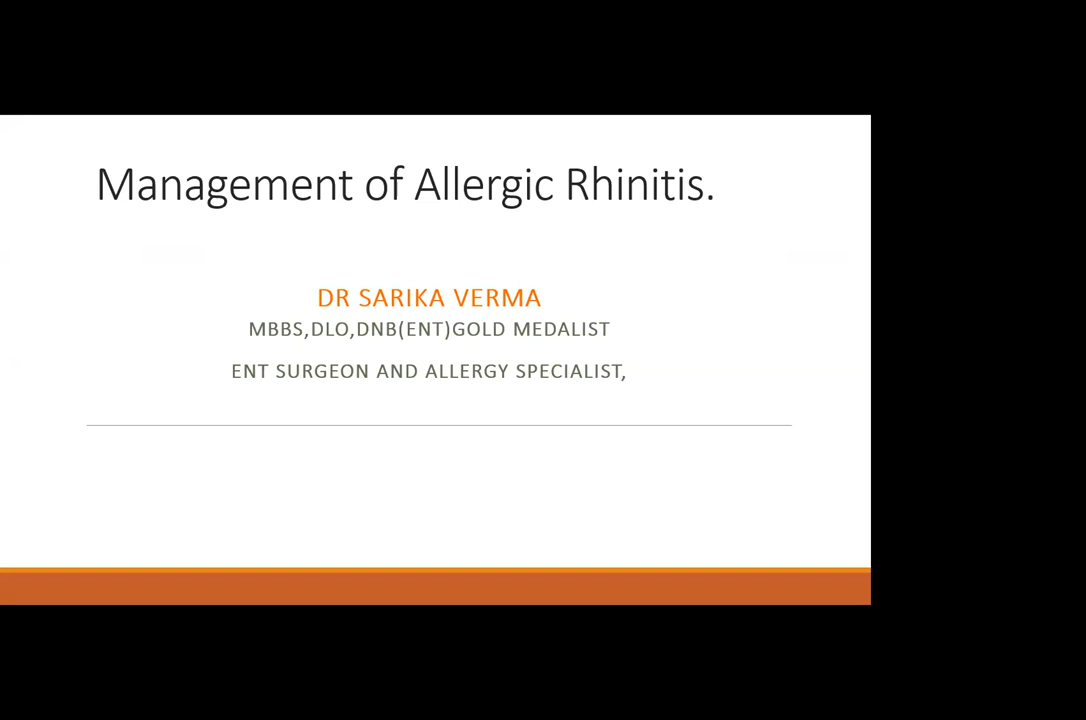 Management of Allergic Rhinitis.
DR SARIKA VERMA
MBBS,DLO,DNB(ENT)GOLD MEDALIST
ENT SURGEON AND ALLERGY SPECIALIST,